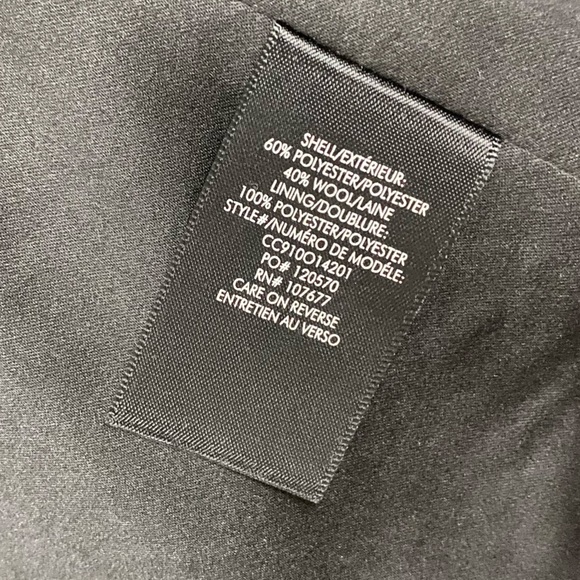 SHELL/EXTÉRIEUR:
60% POLYESTER/POLYESTER
40% WOOL/LAINE
LINING/DOUBLURE:
100% POLYESTER/POLYESTER
STYLE#/NUMÉRO DE MODÈLE:
CC910O14201
PO# 120570
RN# 107677
CARE ON REVERSE
ENTRETIEN AU VERSO